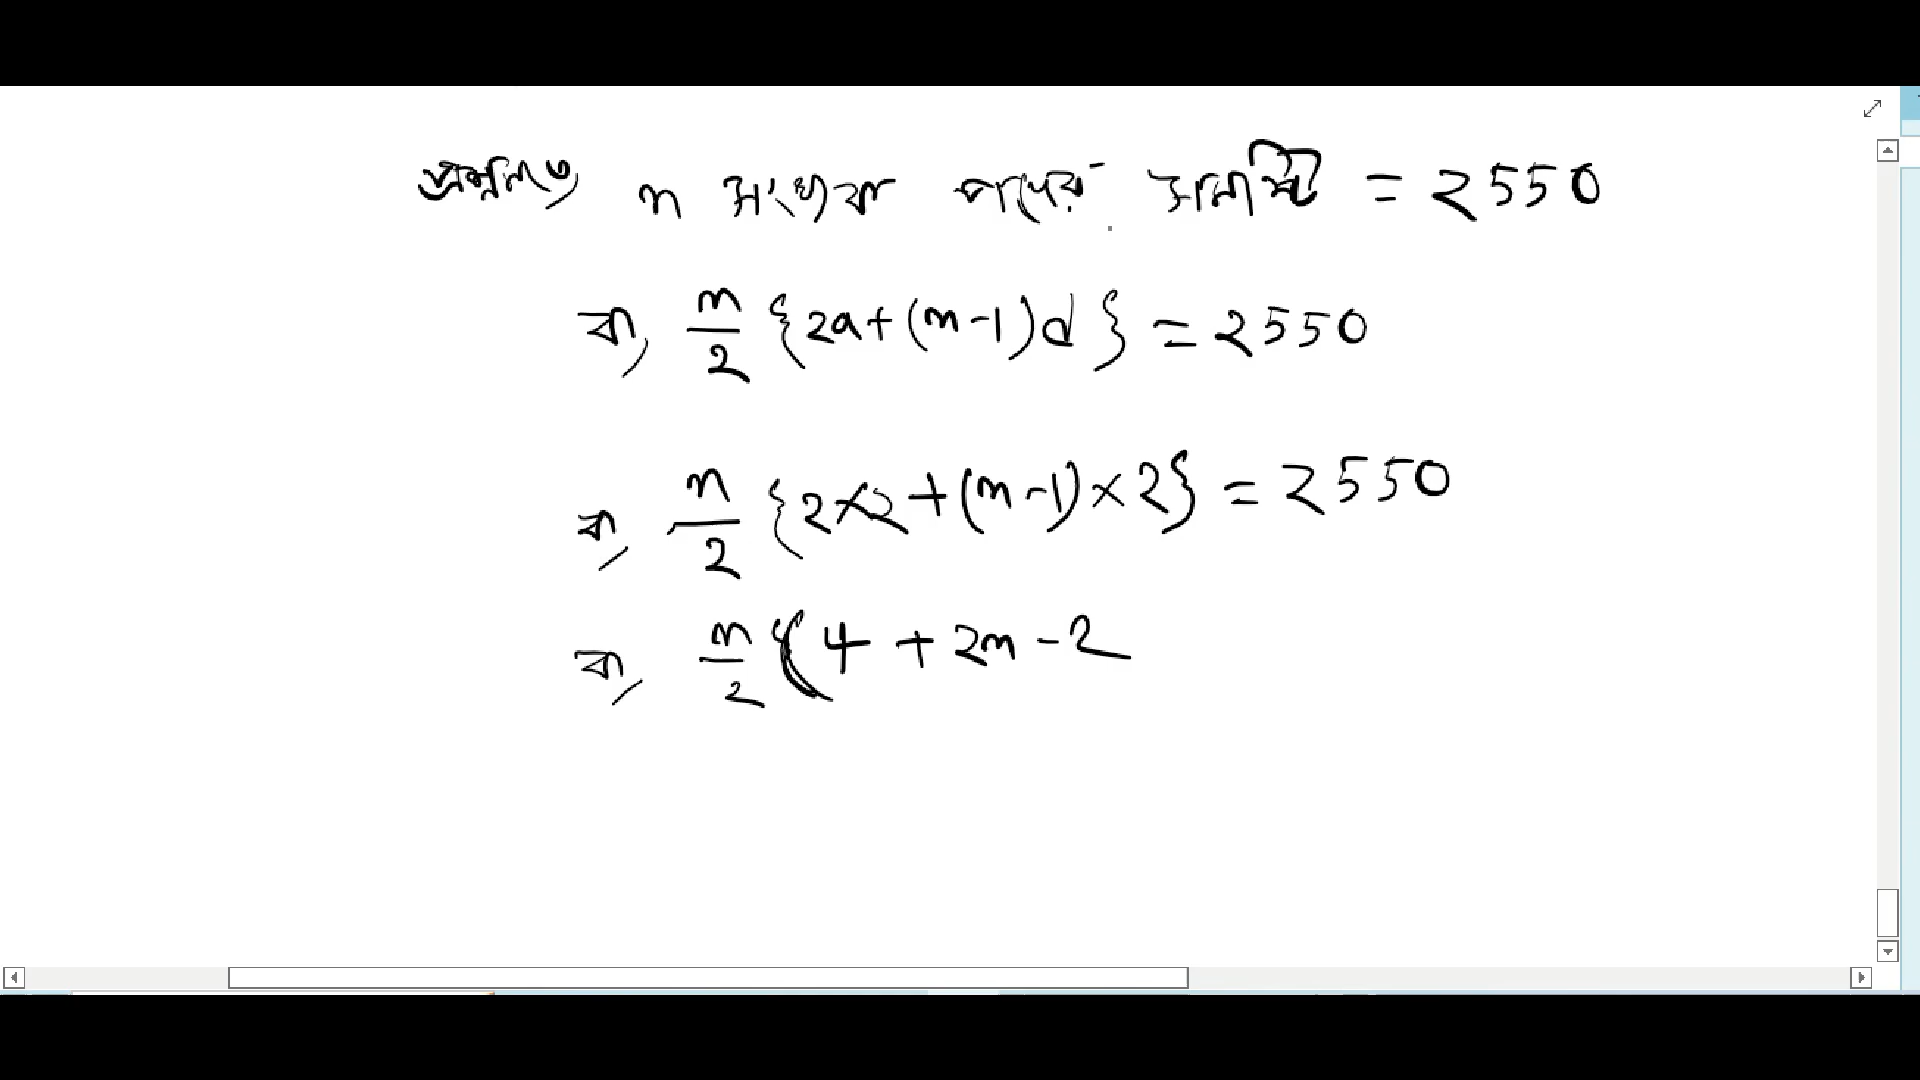 প্রশ্নমতে n সংখ্যক পদের সমষ্টি = 2550
বা, n/2 {2a+(n-1)d} = 2550
বা, n/2 {2×2+(n-1)×2} = 2550
বা, n/2 (4 + 2n - 2